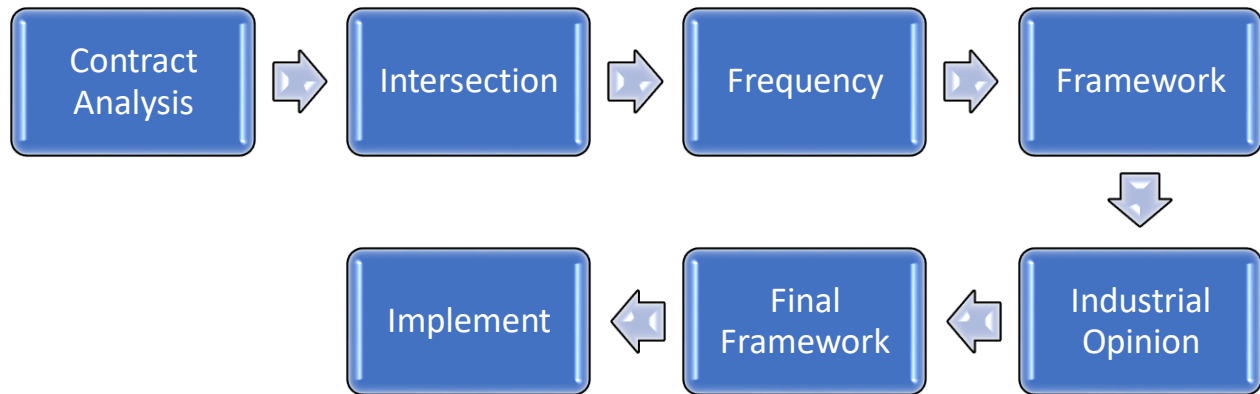 Contract
Analysis
Intersection
Frequency
Framework
Industrial
Opinion
Final
Framework
Implement